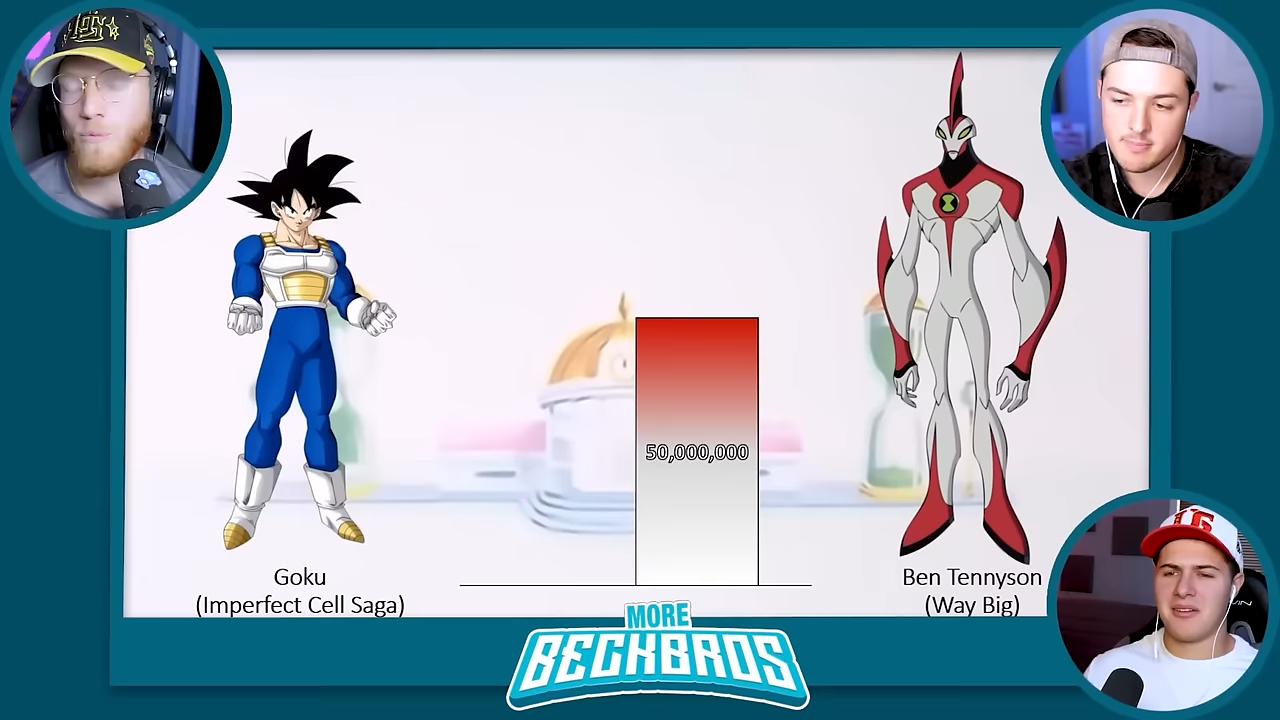 50,000,000
Goku
(Imperfect Cell Saga)
Ben Tennyson
(Way Big)
MORE
BECKBROS